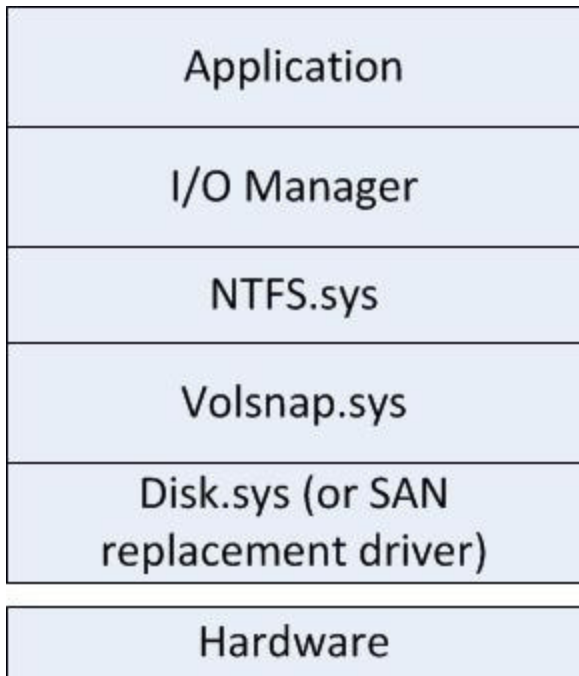 Application
I/O Manager
NTFS.sys
Volsnap.sys
Disk.sys (or SAN
replacement driver)
Hardware